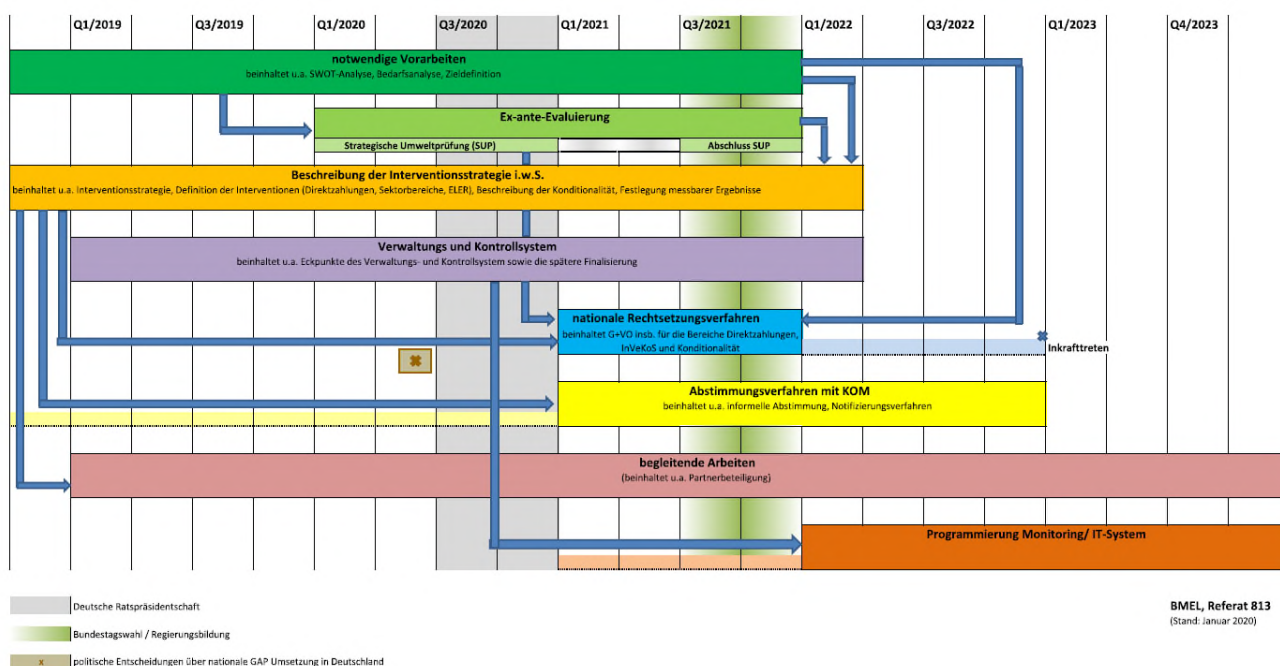 Q1/2019 Q3/2019 Q1/2020 Q3/2020 Q1/2021 Q3/2021 Q1/2022 Q3/2022 Q1/2023 Q4/2023
notwendige Vorarbeiten
beinhaltet u.a. SWOT-Analyse, Bedarfsanalyse, Zieldefinition
Ex-ante-Evaluierung
Strategische Umweltprüfung (SUP) Abschluss SUP
Beschreibung der Interventionsstrategie i.w.S.
beinhaltet u.a. Interventionsstrategie, Definition der Interventionen (Direktzahlungen, Sektorbereiche, ELER), Beschreibung der Konditionalität, Festlegung messbarer Ergebnisse
Verwaltungs und Kontrollsystem
beinhaltet u.a. Eckpunkte des Verwaltungs- und Kontrollsystem sowie die spätere Finalisierung
nationale Rechtsetzungsverfahren
beinhaltet G+VO insb. für die Bereiche Direktzahlungen,
InVeKoS und Konditionalität
Inkrafttreten
Abstimmungsverfahren mit KOM
beinhaltet u.a. informelle Abstimmung, Notifizierungsverfahren
begleitende Arbeiten
(beinhaltet u.a. Partnerbeteiligung)
Programmierung Monitoring/ IT-System
Deutsche Ratspräsidentschaft
Bundestagswahl / Regierungsbildung
x politische Entscheidungen über nationale GAP Umsetzung in Deutschland
BMEL, Referat 813
(Stand: Januar 2020)